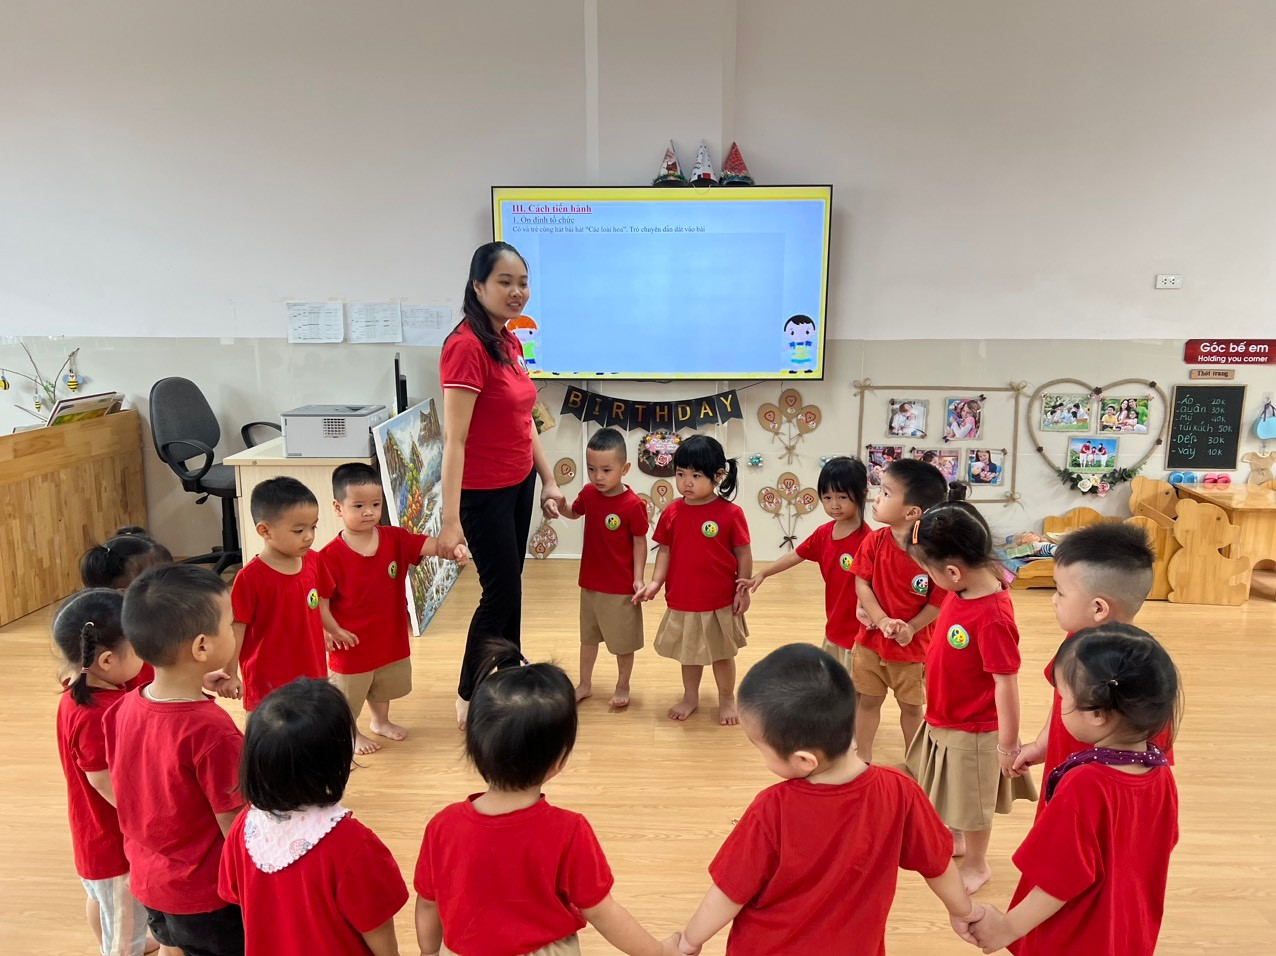 III. Cách tiến hành
1. Ổn định tổ chức
Cô và trẻ cùng hát bài hát "Các loài hoa". Trò chuyện dẫn dắt vào bài
BIRTHDAY
Góc bế em
Holding you corner
Thời trang
- Áo 20k
- quần 30k
- Mũ 40k
- túi xách 50k
- Dép 30k
- Váy 10k